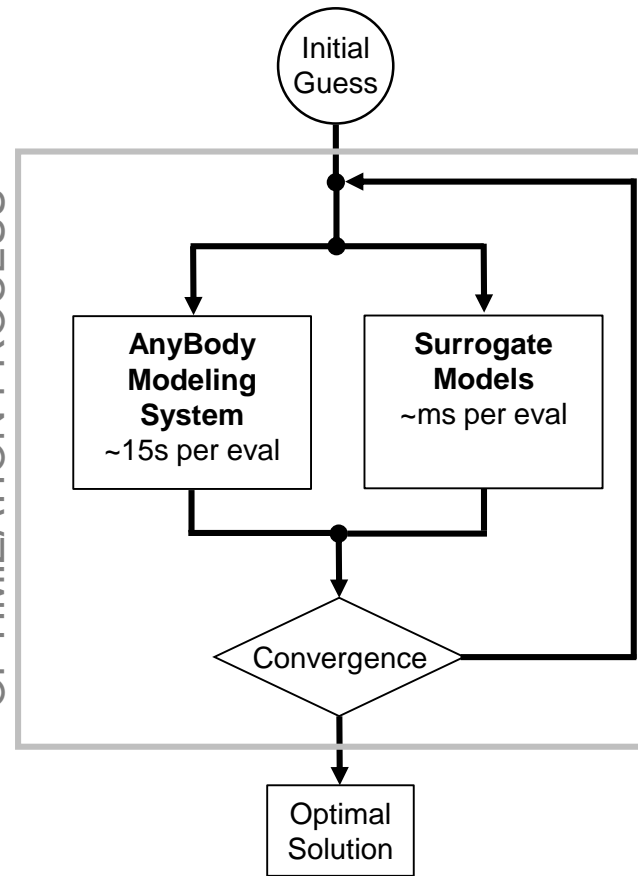 Initial
Guess
AnyBody
Modeling
System
~15s per eval
Surrogate
Models
~ms per eval
Convergence
Optimal
Solution